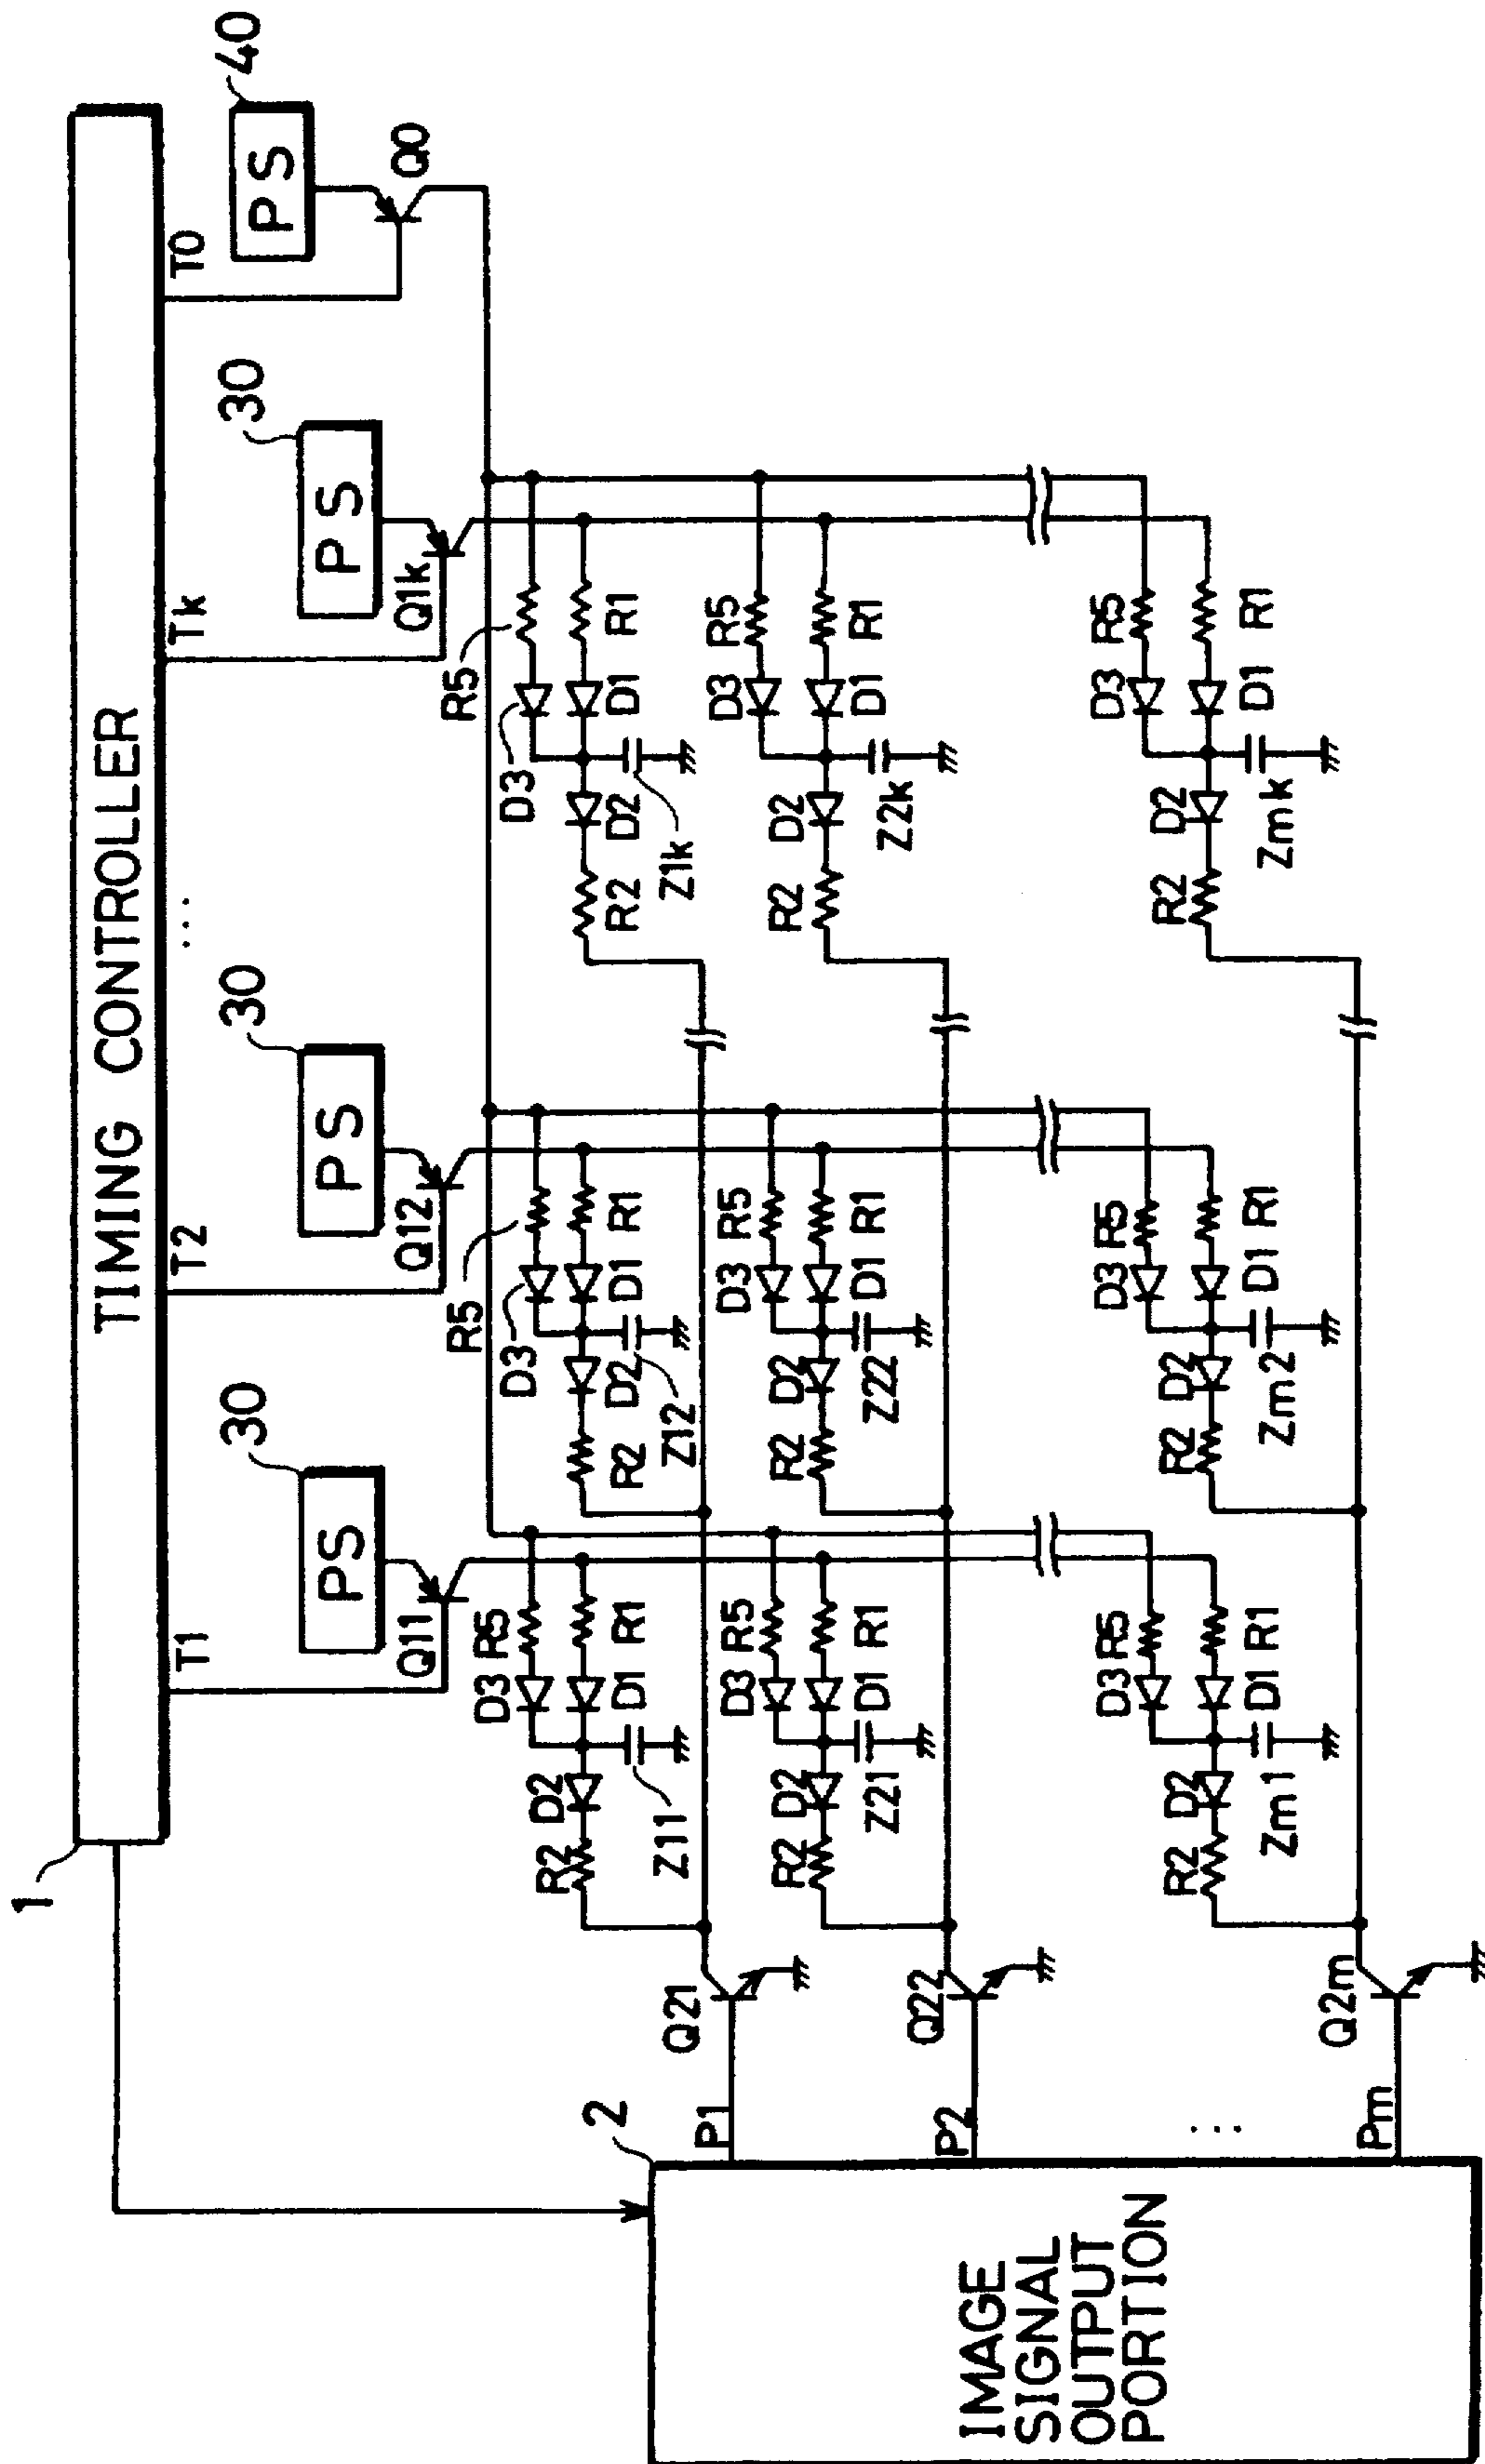 1
TIMING CONTROLLER
T1
T2
...
Tk
T0
30
PS
30
PS
30
PS
40
PS
Q11
Q12
Q1k
Q0
D3 R5
D2
D1 R1
R2
Z11
R5
D3
D2
D1 R1
R2
Z12
R5
D3
D2
D1 R1
R2
Z1k
Q21
D3 R5
D2
D1 R1
R2
Z21
D3 R5
D2
D1 R1
R2
Z22
D3 R5
D2
D1 R1
R2
Z2k
Q22
D3 R5
D2
D1 R1
R2
Zm1
D3 R5
D2
D1 R1
R2
Zm2
D3 R5
D2
D1 R1
R2
Zmk
Q2m
2
P1
P2
...
Pm
IMAGE
SIGNAL
OUTPUT
PORTION